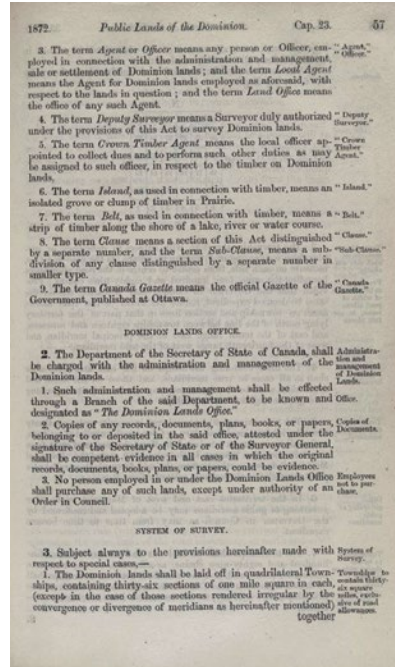 1872. Public Lands of the Dominion. Cap. 23. 57
3. The term Agent or Officer means any person or Officer, em-
ployed in connection with the administration and management,
sale or settlement of Dominion lands; and the term Local Agent
means the Agent for Dominion lands employed as aforesaid, with
respect to the lands in question; and the term Land Office means
the office of any such Agent.
"Agent."
"Officer."
4. The term Deputy Surveyor means a Surveyor duly authorized
under the provisions of this Act to survey Dominion lands.
"Deputy
Surveyor."
5. The term Crown Timber Agent means the local officer ap-
pointed to collect dues and to perform such other duties as may
be assigned to such officer, in respect to the timber on Dominion
lands.
"Crown
Timber
Agent."
6. The term Island, as used in connection with timber, means an
isolated grove or clump of timber in Prairie.
"Island."
7. The term Belt, as used in connection with timber, means a
strip of timber along the shore of a lake, river or water course.
"Belt."
8. The term Clause means a section of this Act distinguished
by a separate number, and the term Sub-Clause, means a sub-
division of any clause distinguished by a separate number in
smaller type.
"Clause."
"Sub-Clause."
9. The term Canada Gazette means the official Gazette of the
Government, published at Ottawa.
"Canada
Gazette."
DOMINION LANDS OFFICE.
2. The Department of the Secretary of State of Canada, shall
be charged with the administration and management of the
Dominion lands.
Administra-
tion and
management
of Dominion
Lands.
1. Such administration and management shall be effected
through a Branch of the said Department, to be known and
designated as "The Dominion Lands Office."
Office.
2. Copies of any records, documents, plans, books, or papers,
belonging to or deposited in the said office, attested under the
signature of the Secretary of State or of the Surveyor General,
shall be competent evidence in all cases in which the original
records, documents, books, plans, or papers, could be evidence.
Copies of
Documents.
3. No person employed in or under the Dominion Lands Office
shall purchase any of such lands, except under authority of an
Order in Council.
Employees
not to pur-
chase.
SYSTEM OF SURVEY.
3. Subject always to the provisions hereinafter made with
respect to special cases,—
System of
Survey.
1. The Dominion lands shall be laid off in quadrilateral Town-
ships, containing thirty-six sections of one mile square in each,
(except in the case of those sections rendered irregular by the
convergence or divergence of meridians as hereinafter mentioned)
together
Townships to
contain thirty-
six square
miles, exclu-
sive of road
allowances.